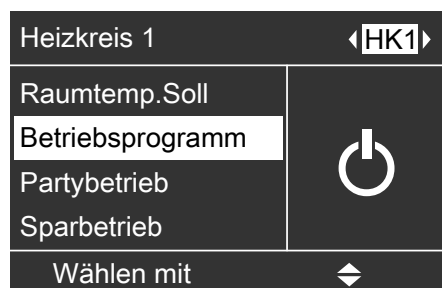 Heizkreis 1 HK1
Raumtemp.Soll
Betriebsprogramm
Partybetrieb
Sparbetrieb
Wählen mit